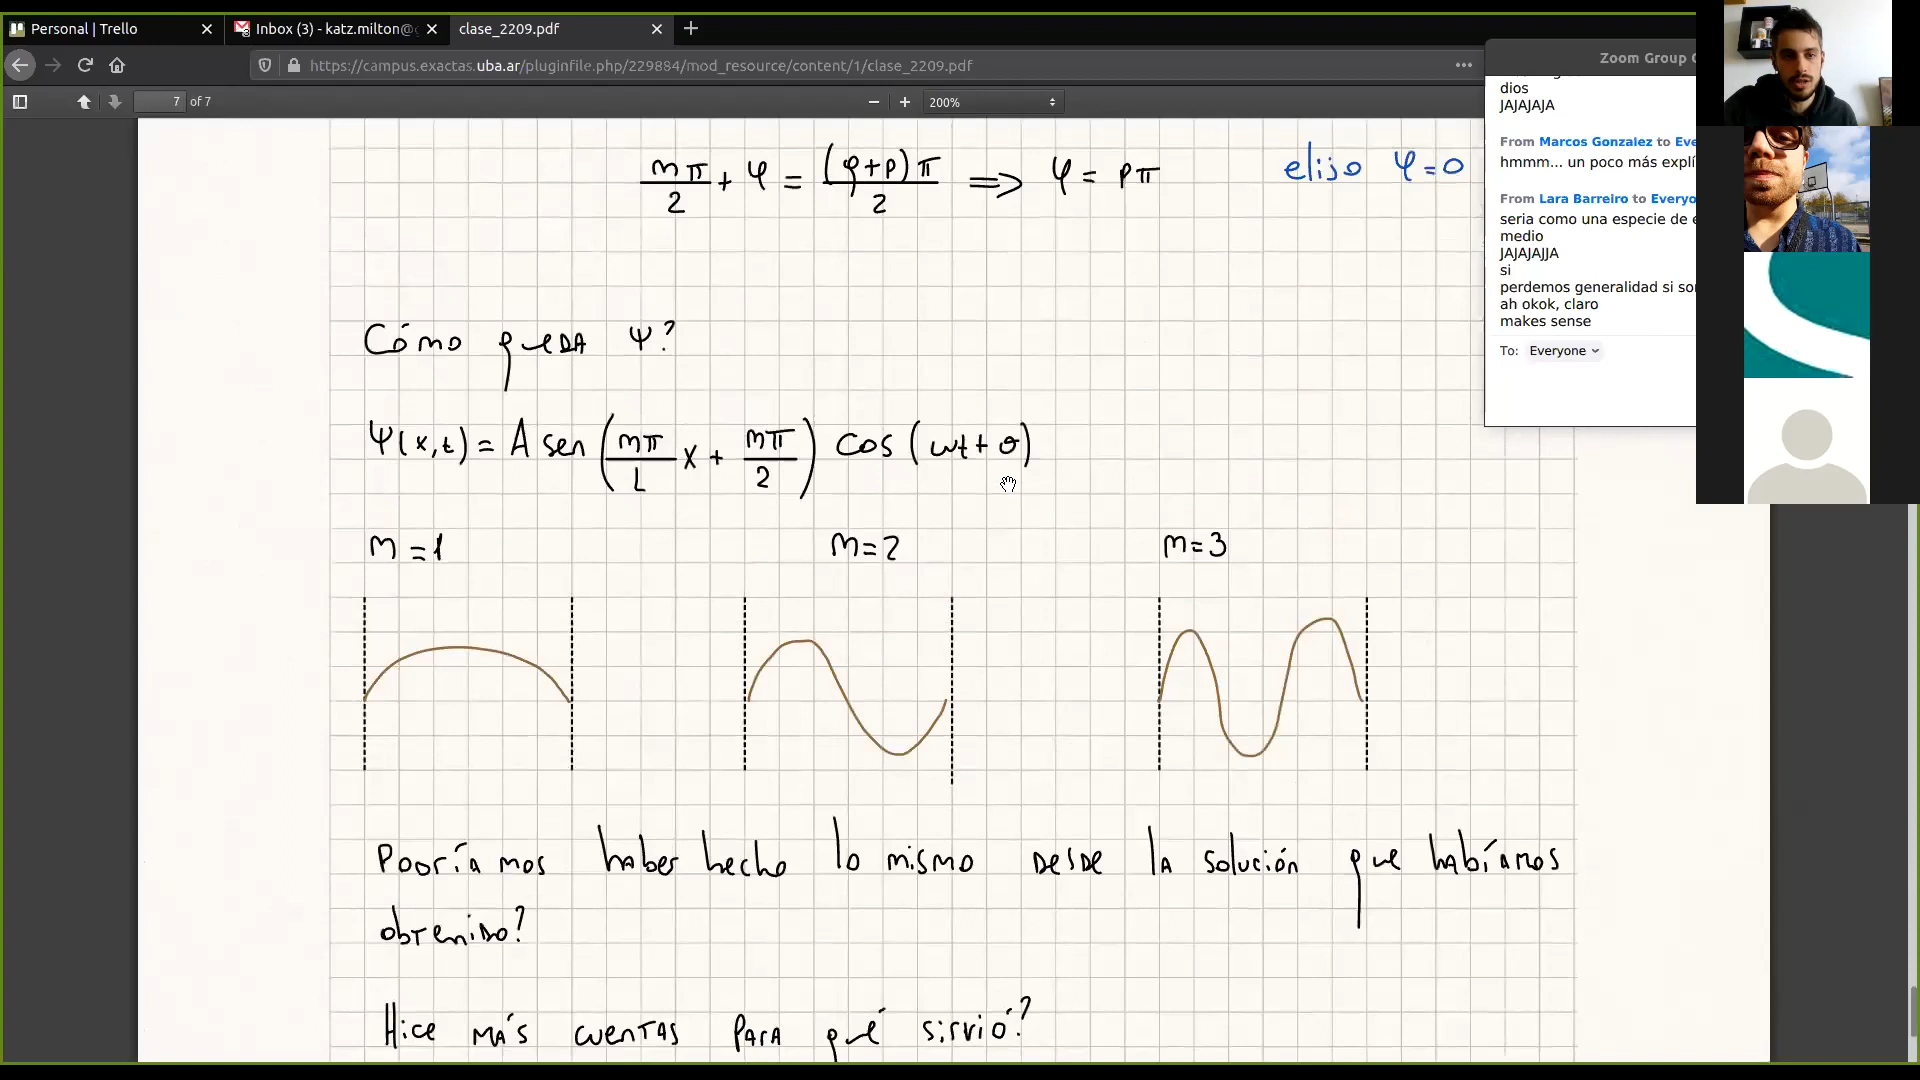 Personal | Trello
Inbox (3) - katz.milton@
clase_2209.pdf
https://campus.exactas.uba.ar/pluginfile.php/229884/mod_resource/content/1/clase_2209.pdf
7 of 7
200%
mπ/2 + φ = (q+p)π/2 ⟹ φ = pπ
elijo φ=0
Cómo queda Ψ?
Ψ(x,t) = A sen(mπ/L x + mπ/2) cos(ωt+θ)
m=1
m=2
m=3
Podríamos haber hecho lo mismo desde la solución que habíamos
obtenido?
Hice más cuentas para qué sirvió?
Zoom Group
dios
JAJAJAJA
From Marcos Gonzalez to
hmmm... un poco más
From Lara Barreiro to
seria como una especie de
medio
JAJAJAJJA
si
perdemos generalidad si
ah okok, claro
makes sense
To: Everyone